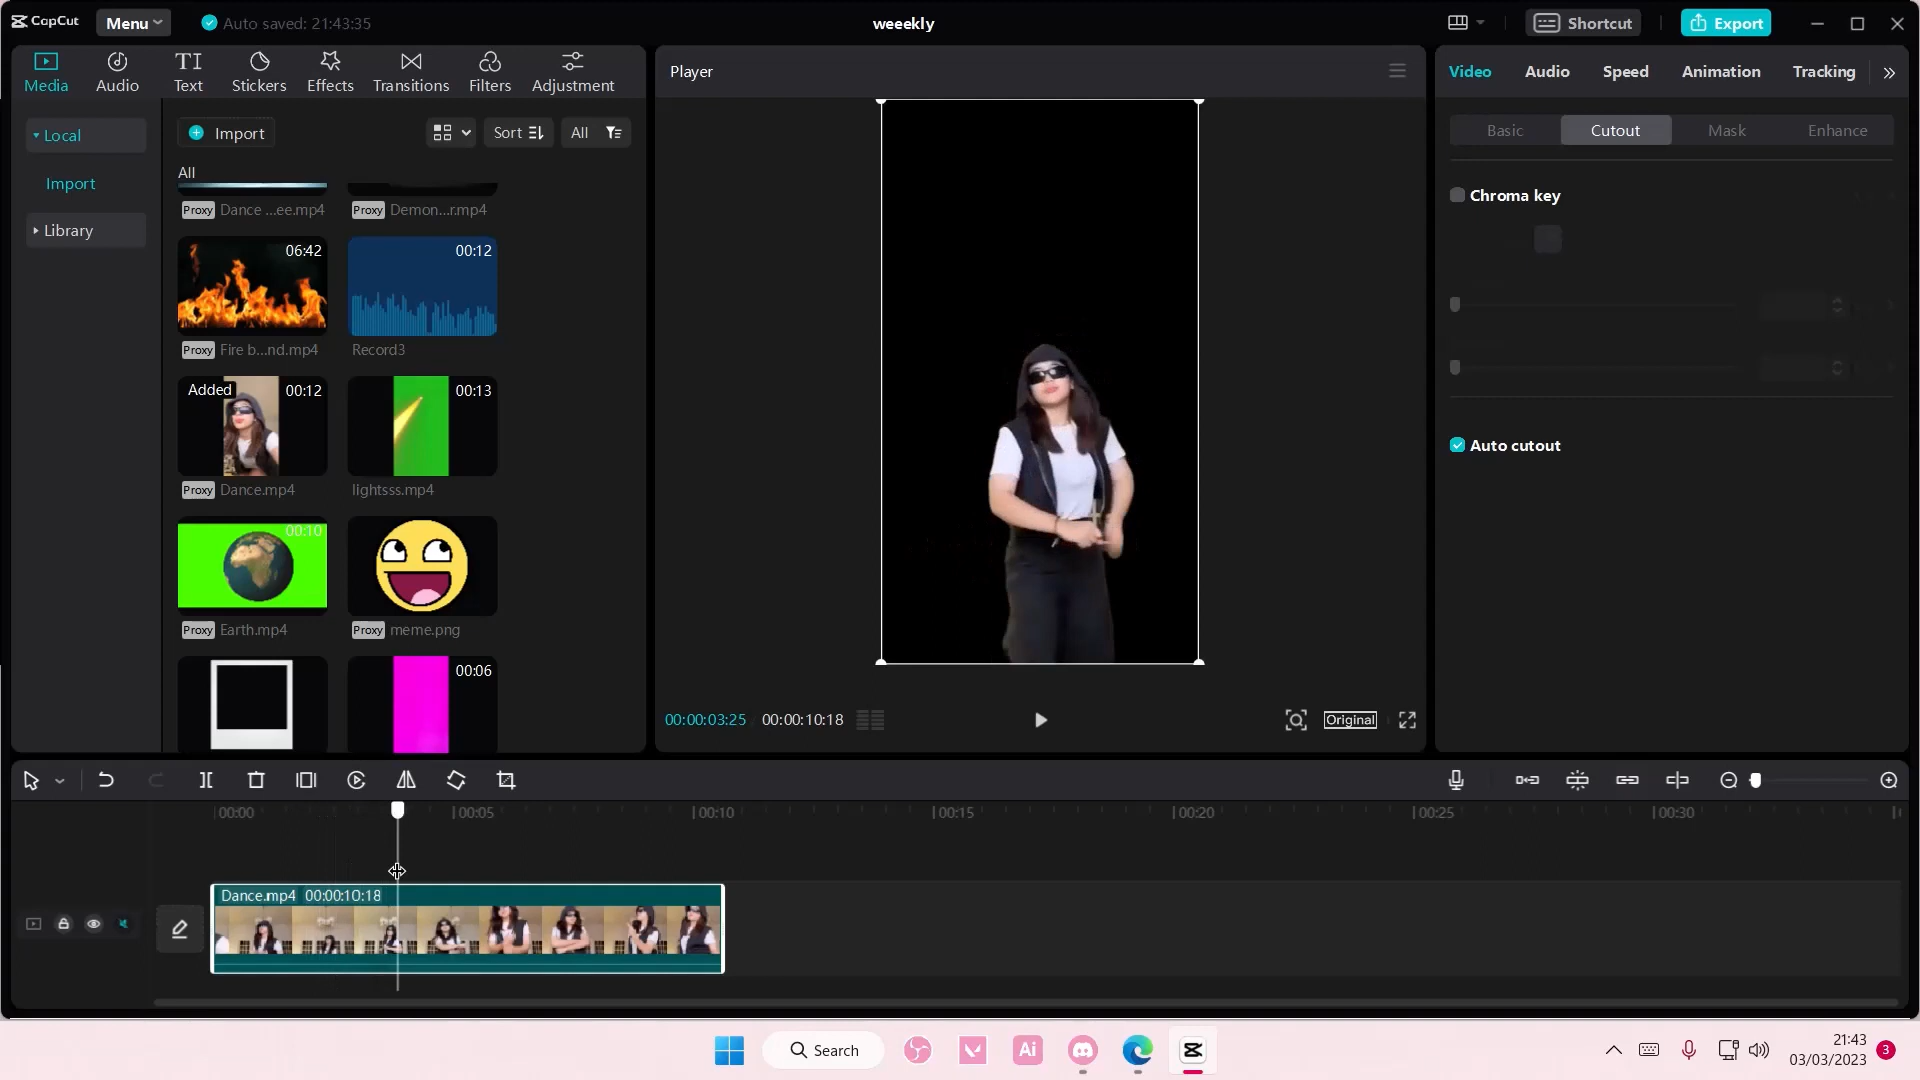 CapCut
Menu
Auto saved: 21:43:35
weeekly
Shortcut
Export
Media
Audio
Text
Stickers
Effects
Transitions
Filters
Adjustment
Local
Import
Library
Import
Sort
All
All
Proxy Dance ...ee.mp4
Proxy Demon...r.mp4
06:42
00:12
Proxy Fire b...nd.mp4
Record3
Added
00:12
00:13
Proxy Dance.mp4
lightsss.mp4
00:10
Proxy Earth.mp4
Proxy meme.png
00:06
Player
00:00:03:25
00:00:10:18
Original
Video
Audio
Speed
Animation
Tracking
Basic
Cutout
Mask
Enhance
Chroma key
Auto cutout
00:00
00:05
00:10
00:15
00:20
00:25
00:30
Dance.mp4 00:00:10:18
Search
Ai
21:43
03/03/2023
3